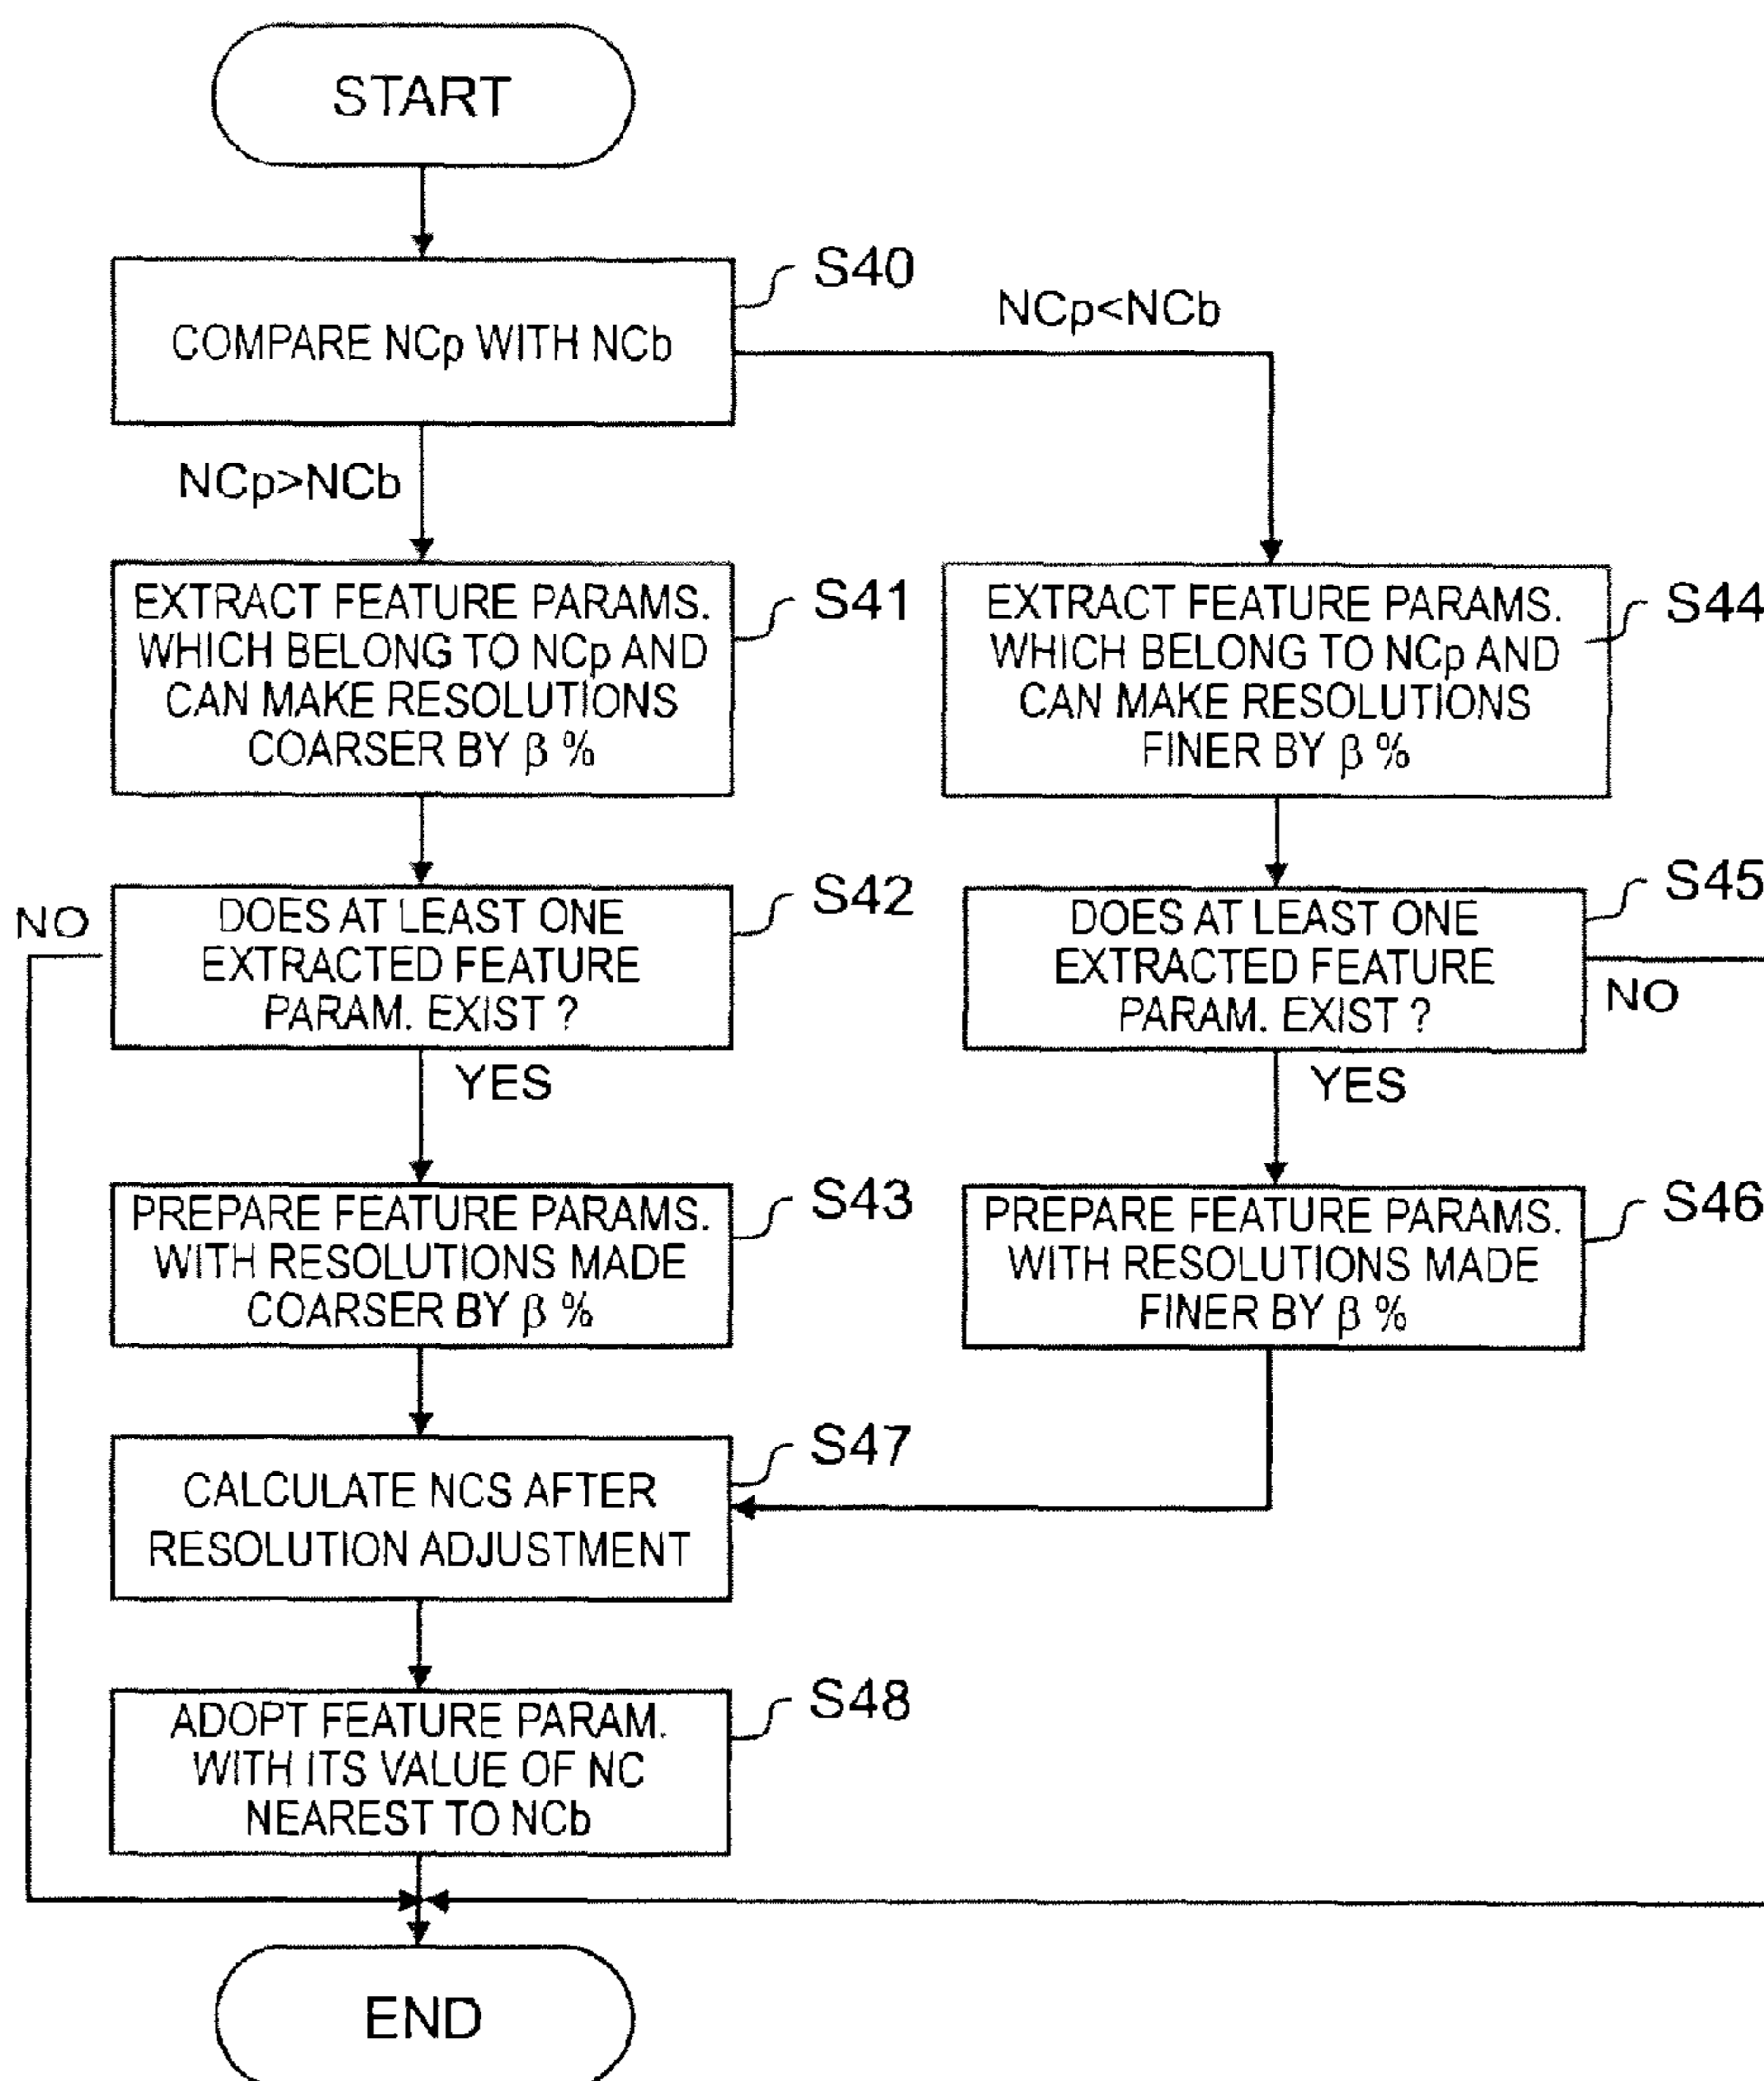 START
S40
COMPARE NCp WITH NCb
NCp<NCb
NCp>NCb
EXTRACT FEATURE PARAMS.
WHICH BELONG TO NCp AND
CAN MAKE RESOLUTIONS
COARSER BY β %
S41
EXTRACT FEATURE PARAMS.
WHICH BELONG TO NCp AND
CAN MAKE RESOLUTIONS
FINER BY β %
S44
NO
DOES AT LEAST ONE
EXTRACTED FEATURE
PARAM. EXIST ?
S42
YES
DOES AT LEAST ONE
EXTRACTED FEATURE
PARAM. EXIST ?
S45
NO
YES
PREPARE FEATURE PARAMS.
WITH RESOLUTIONS MADE
COARSER BY β %
S43
PREPARE FEATURE PARAMS.
WITH RESOLUTIONS MADE
FINER BY β %
S46
CALCULATE NCS AFTER
RESOLUTION ADJUSTMENT
S47
ADOPT FEATURE PARAM.
WITH ITS VALUE OF NC
NEAREST TO NCb
S48
END